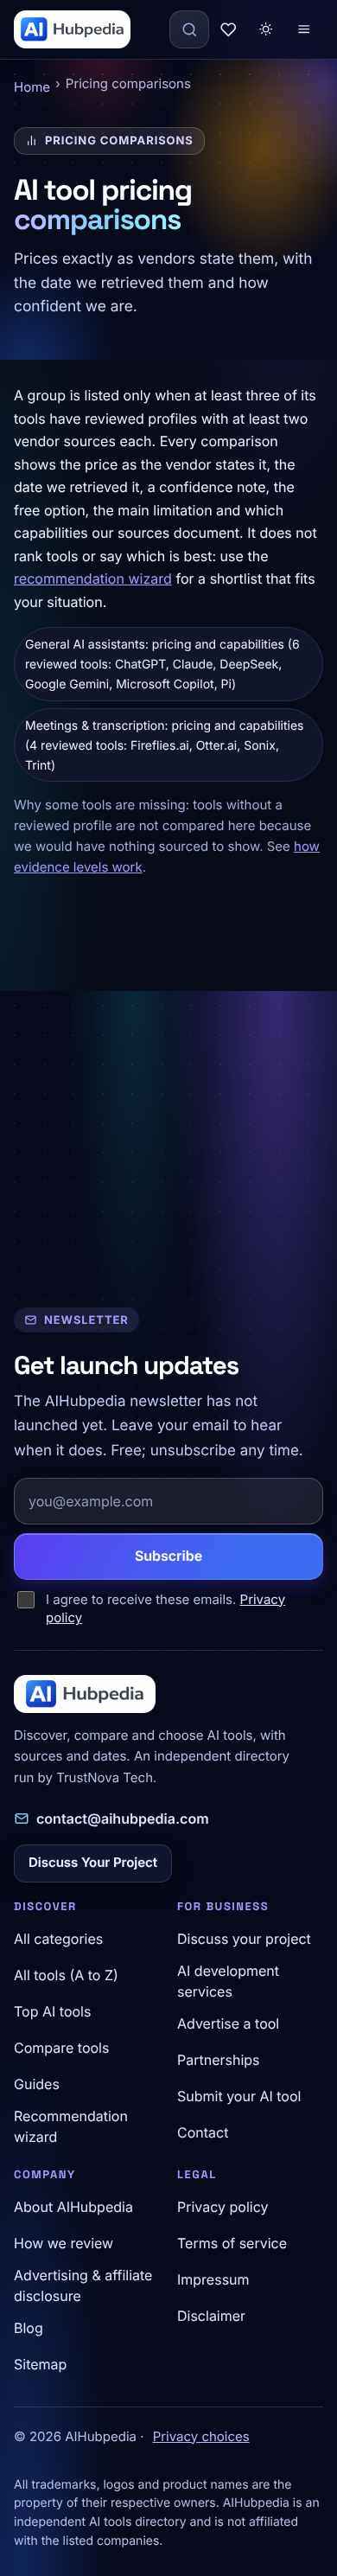 AI Hubpedia
Home › Pricing comparisons
PRICING COMPARISONS
AI tool pricing
comparisons
Prices exactly as vendors state them, with
the date we retrieved them and how
confident we are.
A group is listed only when at least three of its
tools have reviewed profiles with at least two
vendor sources each. Every comparison
shows the price as the vendor states it, the
date we retrieved it, a confidence note, the
free option, the main limitation and which
capabilities our sources document. It does not
rank tools or say which is best: use the
recommendation wizard for a shortlist that fits
your situation.
General AI assistants: pricing and capabilities (6
reviewed tools: ChatGPT, Claude, DeepSeek,
Google Gemini, Microsoft Copilot, Pi)
Meetings & transcription: pricing and capabilities
(4 reviewed tools: Fireflies.ai, Otter.ai, Sonix,
Trint)
Why some tools are missing: tools without a
reviewed profile are not compared here because
we would have nothing sourced to show. See how
evidence levels work.
NEWSLETTER
Get launch updates
The AIHubpedia newsletter has not
launched yet. Leave your email to hear
when it does. Free; unsubscribe any time.
you@example.com
Subscribe
I agree to receive these emails. Privacy
policy
AI Hubpedia
Discover, compare and choose AI tools, with
sources and dates. An independent directory
run by TrustNova Tech.
contact@aihubpedia.com
Discuss Your Project
DISCOVER
All categories
All tools (A to Z)
Top AI tools
Compare tools
Guides
Recommendation
wizard
FOR BUSINESS
Discuss your project
AI development
services
Advertise a tool
Partnerships
Submit your AI tool
Contact
COMPANY
About AIHubpedia
How we review
Advertising & affiliate
disclosure
Blog
Sitemap
LEGAL
Privacy policy
Terms of service
Impressum
Disclaimer
© 2026 AIHubpedia · Privacy choices
All trademarks, logos and product names are the
property of their respective owners. AIHubpedia is an
independent AI tools directory and is not affiliated
with the listed companies.